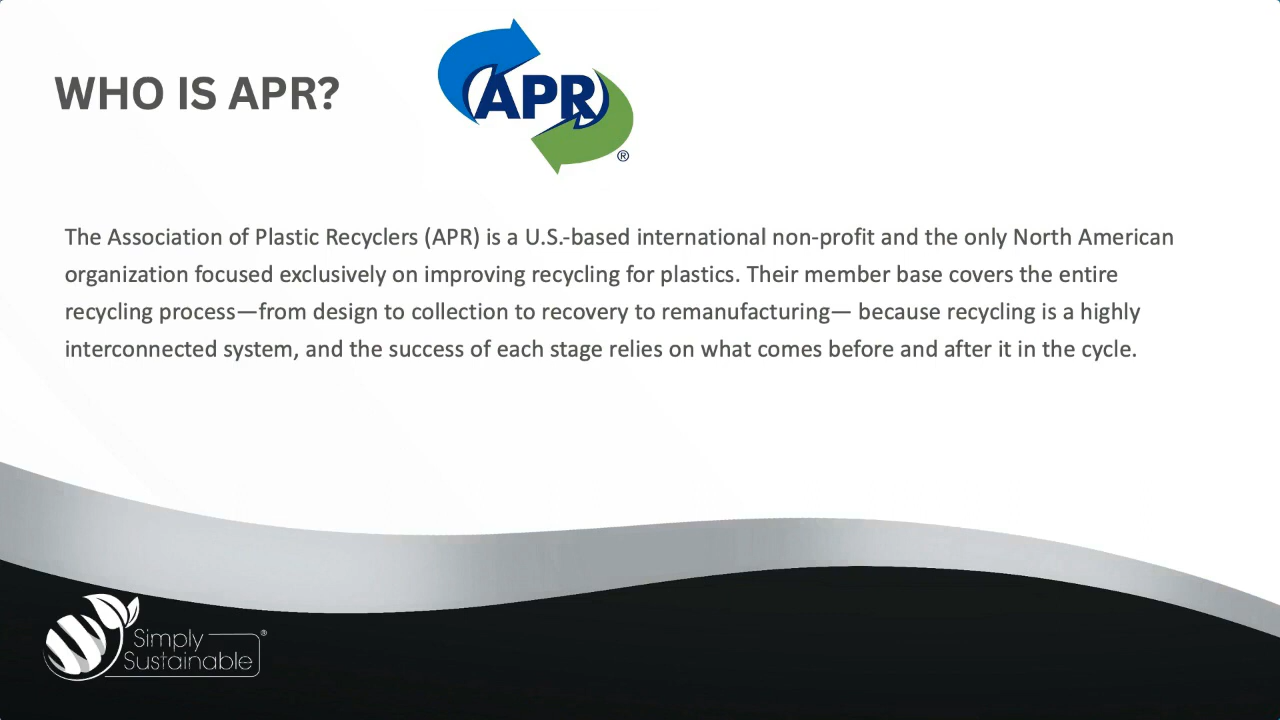 WHO IS APR?
APR
®
The Association of Plastic Recyclers (APR) is a U.S.-based international non-profit and the only North American
organization focused exclusively on improving recycling for plastics. Their member base covers the entire
recycling process—from design to collection to recovery to remanufacturing— because recycling is a highly
interconnected system, and the success of each stage relies on what comes before and after it in the cycle.
Simply
Sustainable
®